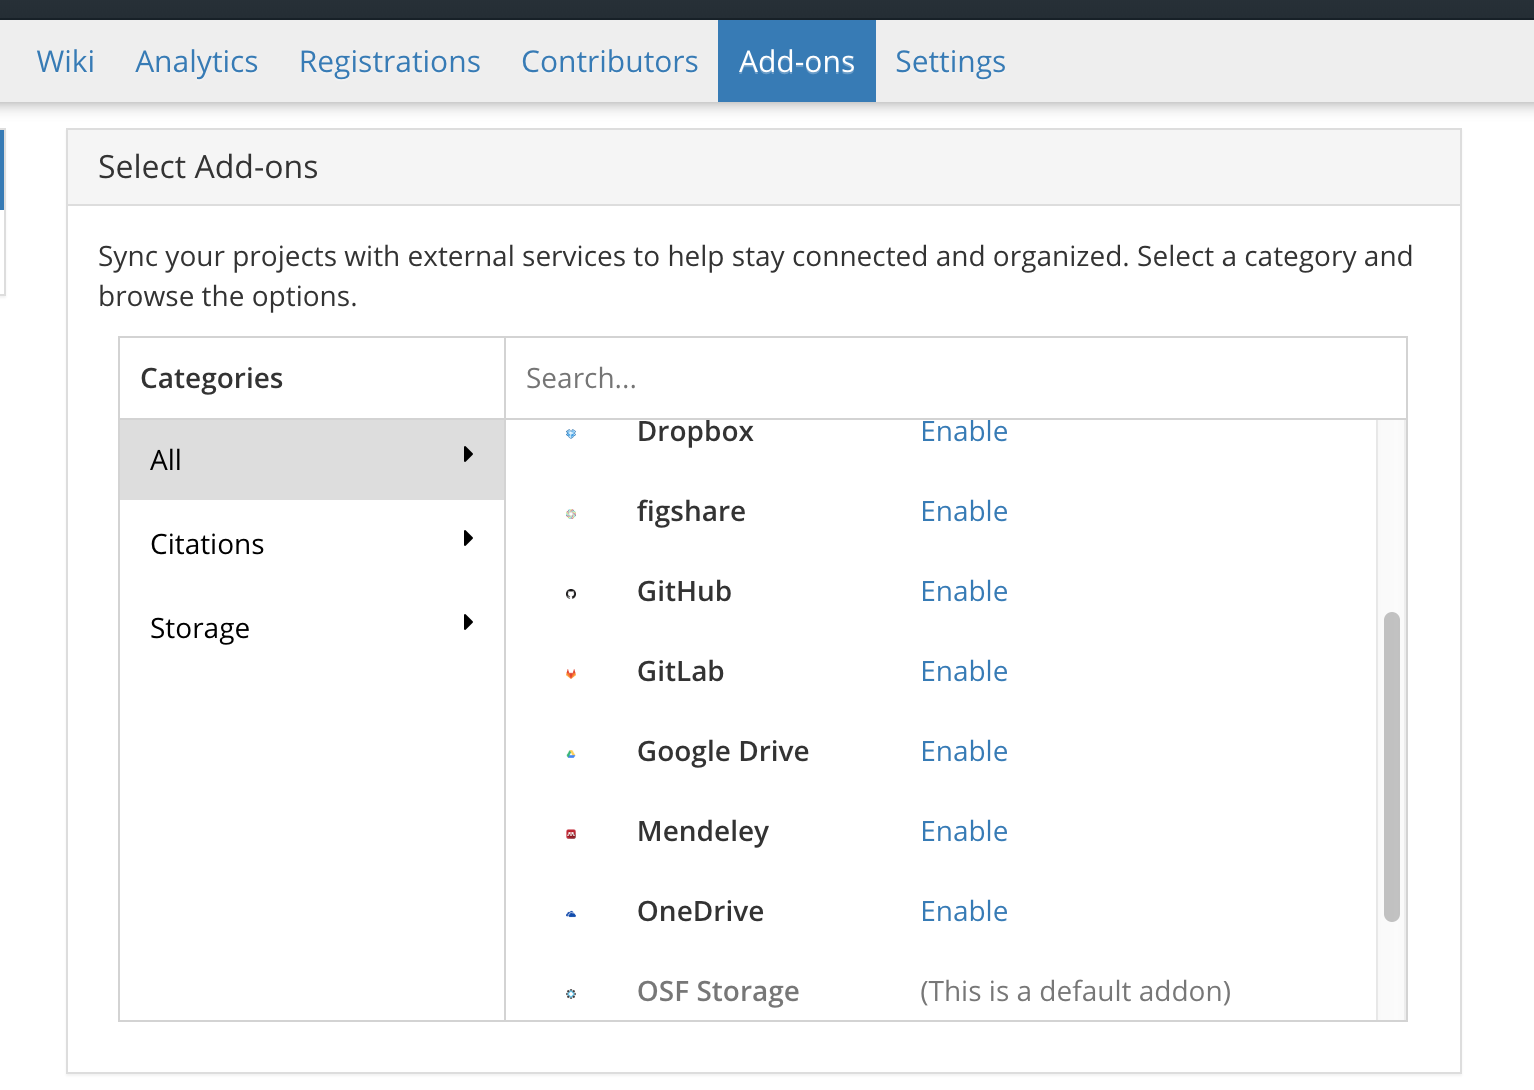 Wiki Analytics Registrations Contributors Add-ons Settings
Select Add-ons
Sync your projects with external services to help stay connected and organized. Select a category and
browse the options.
Categories
Search...
All
Citations
Storage
Dropbox Enable
figshare Enable
GitHub Enable
GitLab Enable
Google Drive Enable
Mendeley Enable
OneDrive Enable
OSF Storage (This is a default addon)